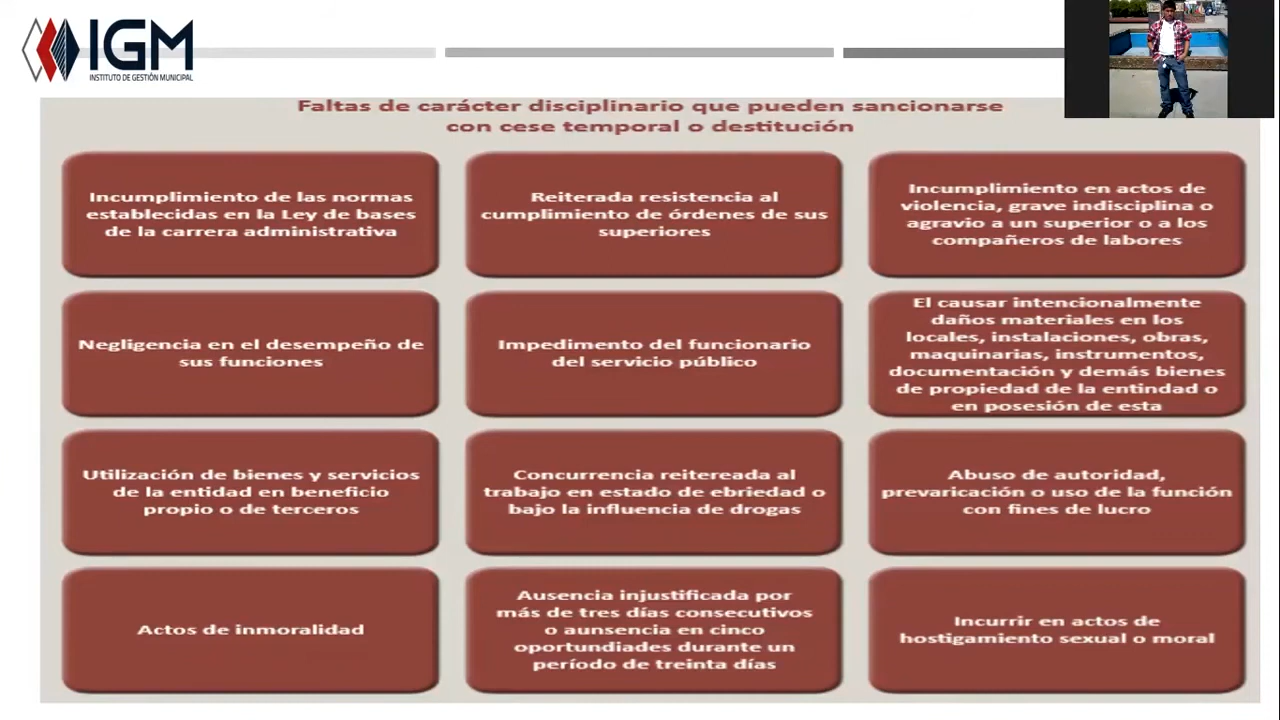 IGM
INSTITUTO DE GESTIÓN MUNICIPAL
Faltas de carácter disciplinario que pueden sancionarse
con cese temporal o destitución
Incumplimiento de las normas
establecidas en la Ley de bases
de la carrera administrativa
Reiterada resistencia al
cumplimiento de órdenes de sus
superiores
Incumplimiento en actos de
violencia, grave indisciplina o
agravio a un superior o a los
compañeros de labores
Negligencia en el desempeño de
sus funciones
Impedimento del funcionario
del servicio público
El causar intencionalmente
daños materiales en los
locales, instalaciones, obras,
maquinarias, instrumentos,
documentación y demás bienes
de propiedad de la entindad o
en posesión de esta
Utilización de bienes y servicios
de la entidad en beneficio
propio o de terceros
Concurrencia reitereada al
trabajo en estado de ebriedad o
bajo la influencia de drogas
Abuso de autoridad,
prevaricación o uso de la función
con fines de lucro
Actos de inmoralidad
Ausencia injustificada por
más de tres días consecutivos
o aunsencia en cinco
oportundiades durante un
período de treinta días
Incurrir en actos de
hostigamiento sexual o moral